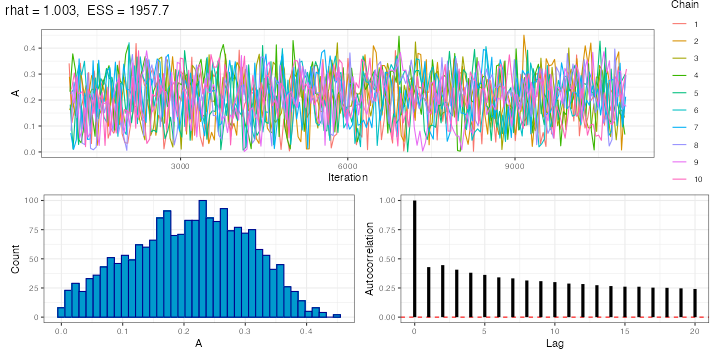 rhat = 1.003, ESS = 1957.7
Chain
1
2
3
4
5
6
7
8
9
10
A
0.4
0.3
0.2
0.1
0.0
3000 6000 9000
Iteration
Count
100
75
50
25
0
0.0 0.1 0.2 0.3 0.4
A
Autocorrelation
1.00
0.75
0.50
0.25
0.00
0 5 10 15 20
Lag